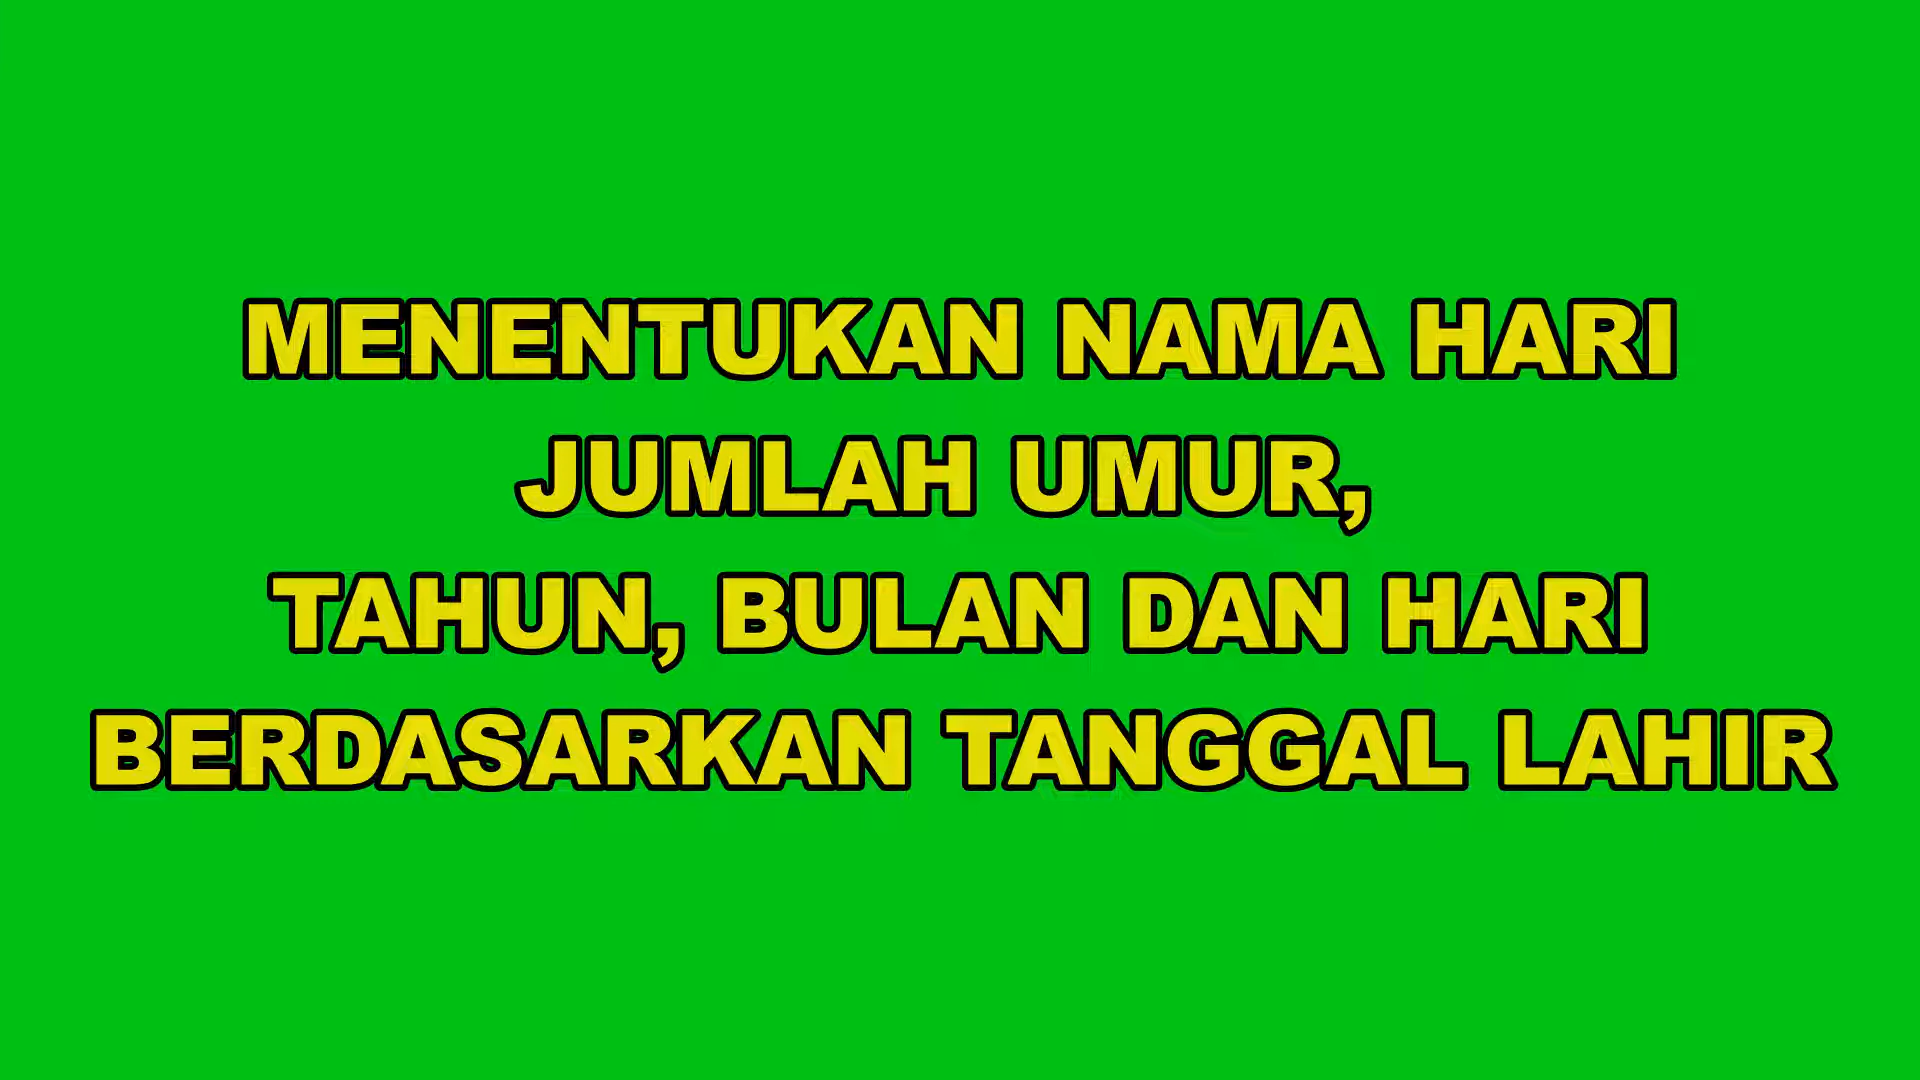 MENENTUKAN NAMA HARI
JUMLAH UMUR,
TAHUN, BULAN DAN HARI
BERDASARKAN TANGGAL LAHIR